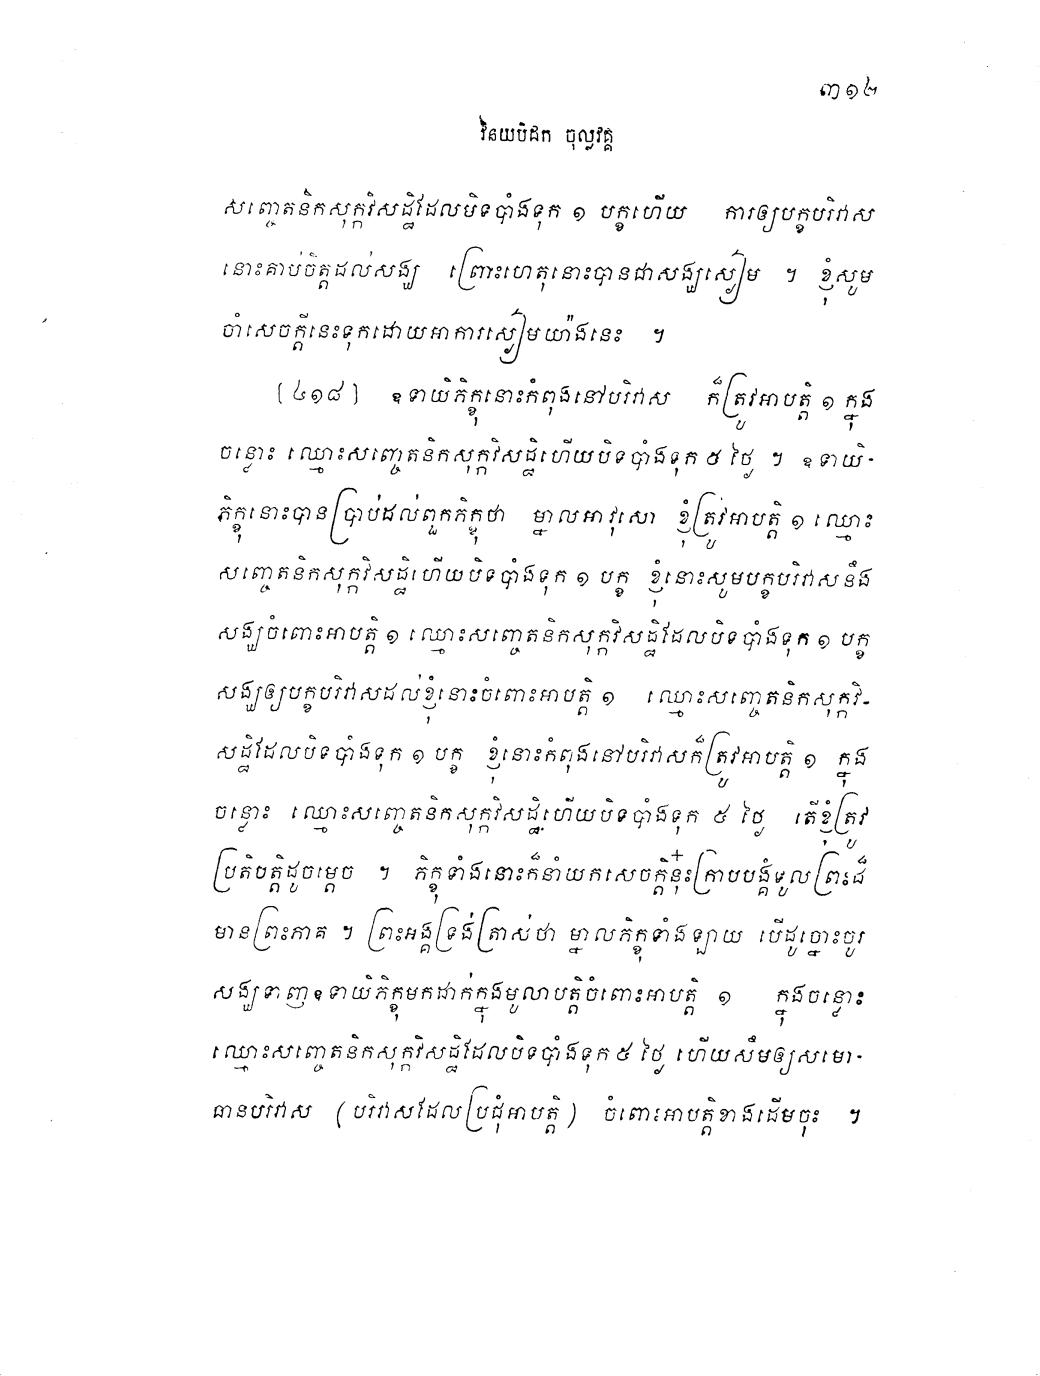 ៣១៤
វិនយបិដក ចុល្លវគ្គ
សញ្ចេតនិកសុក្កវិសដ្ឋិដែលបិទបាំងទុក ១ បក្ខហើយ ការឲ្យបក្ខបរិវាស
នោះគាប់ចិត្តដល់សង្ឃ ព្រោះហេតុនោះបានជាសង្ឃស្ងៀម ។ ខ្ញុំសូម
ចាំសេចក្តីនេះទុកដោយអាការស្ងៀមយ៉ាងនេះ ។
[៤១៨] ឧទាយិភិក្ខុនោះកំពុងនៅបរិវាស ក៏ត្រូវអាបត្តិ ១ ក្នុង
ចន្លោះ ឈ្មោះសញ្ចេតនិកសុក្កវិសដ្ឋិហើយបិទបាំងទុក ៥ ថ្ងៃ ។ ឧទាយិ-
ភិក្ខុនោះបានប្រាប់ដល់ពួកភិក្ខុថា ម្នាលអាវុសោ ខ្ញុំត្រូវអាបត្តិ ១ ឈ្មោះ
សញ្ចេតនិកសុក្កវិសដ្ឋិហើយបិទបាំងទុក ១ បក្ខ ខ្ញុំនោះសូមបក្ខបរិវាសនឹង
សង្ឃចំពោះអាបត្តិ ១ ឈ្មោះសញ្ចេតនិកសុក្កវិសដ្ឋិដែលបិទបាំងទុក ១ បក្ខ
សង្ឃឲ្យបក្ខបរិវាសដល់ខ្ញុំនោះចំពោះអាបត្តិ ១ ឈ្មោះសញ្ចេតនិកសុក្កវិ-
សដ្ឋិដែលបិទបាំងទុក ១ បក្ខ ខ្ញុំនោះកំពុងនៅបរិវាសក៏ត្រូវអាបត្តិ ១ ក្នុង
ចន្លោះ ឈ្មោះសញ្ចេតនិកសុក្កវិសដ្ឋិហើយបិទបាំងទុក ៥ ថ្ងៃ តើខ្ញុំត្រូវ
ប្រតិបត្តិដូចម្តេច ។ ភិក្ខុទាំងនោះក៏នាំយកសេចក្តីនុ៎ះក្រាបបង្គំទូលព្រះដ៏
មានព្រះភាគ ។ ព្រះអង្គទ្រង់ត្រាស់ថា ម្នាលភិក្ខុទាំងឡាយ បើដូច្នោះចូរ
សង្ឃទាញឧទាយិភិក្ខុមកដាក់ក្នុងមូលាបត្តិចំពោះអាបត្តិ ១ ក្នុងចន្លោះ
ឈ្មោះសញ្ចេតនិកសុក្កវិសដ្ឋិដែលបិទបាំងទុក ៥ ថ្ងៃ ហើយសឹមឲ្យសមោ-
ធានបរិវាស (បរិវាសដែលប្រជុំអាបត្តិ) ចំពោះអាបត្តិខាងដើមចុះ ។